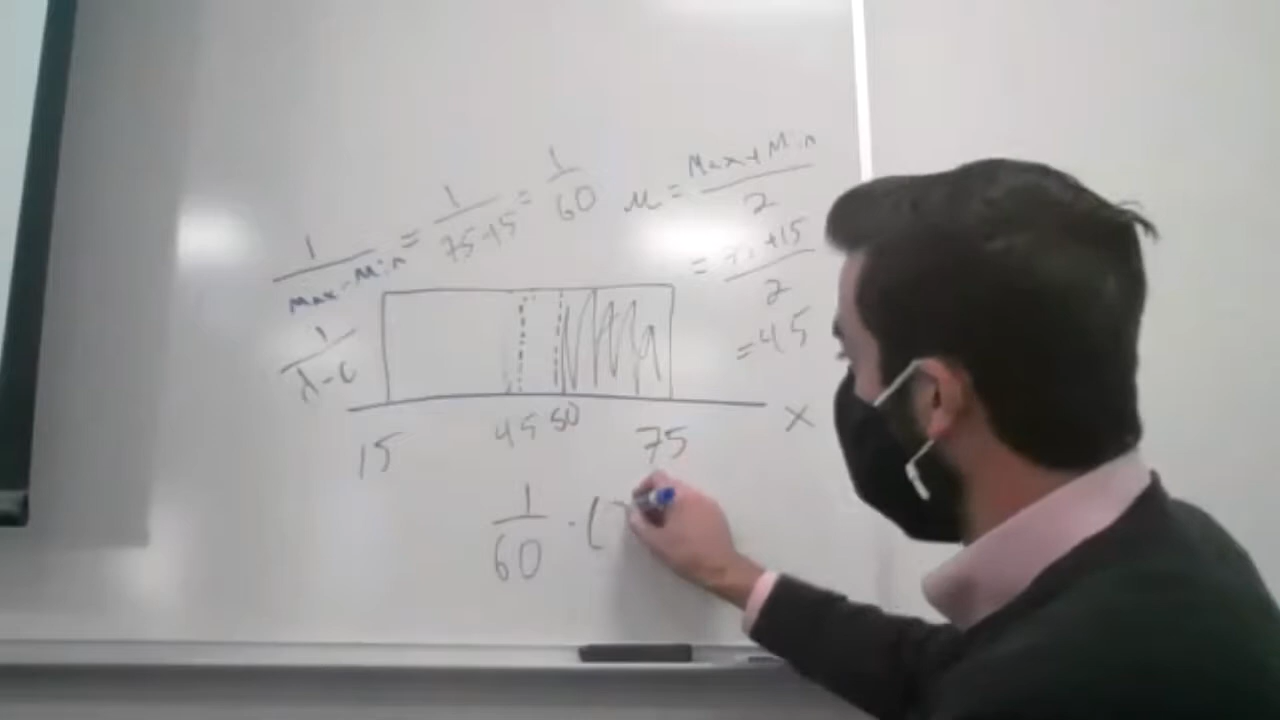 1 / Max - Min = 1 / 75-15 = 1 / 60
μ = Max + Min / 2
= 75+15 / 2
= 45
15 45 50 75 X
1 / 60 · (7